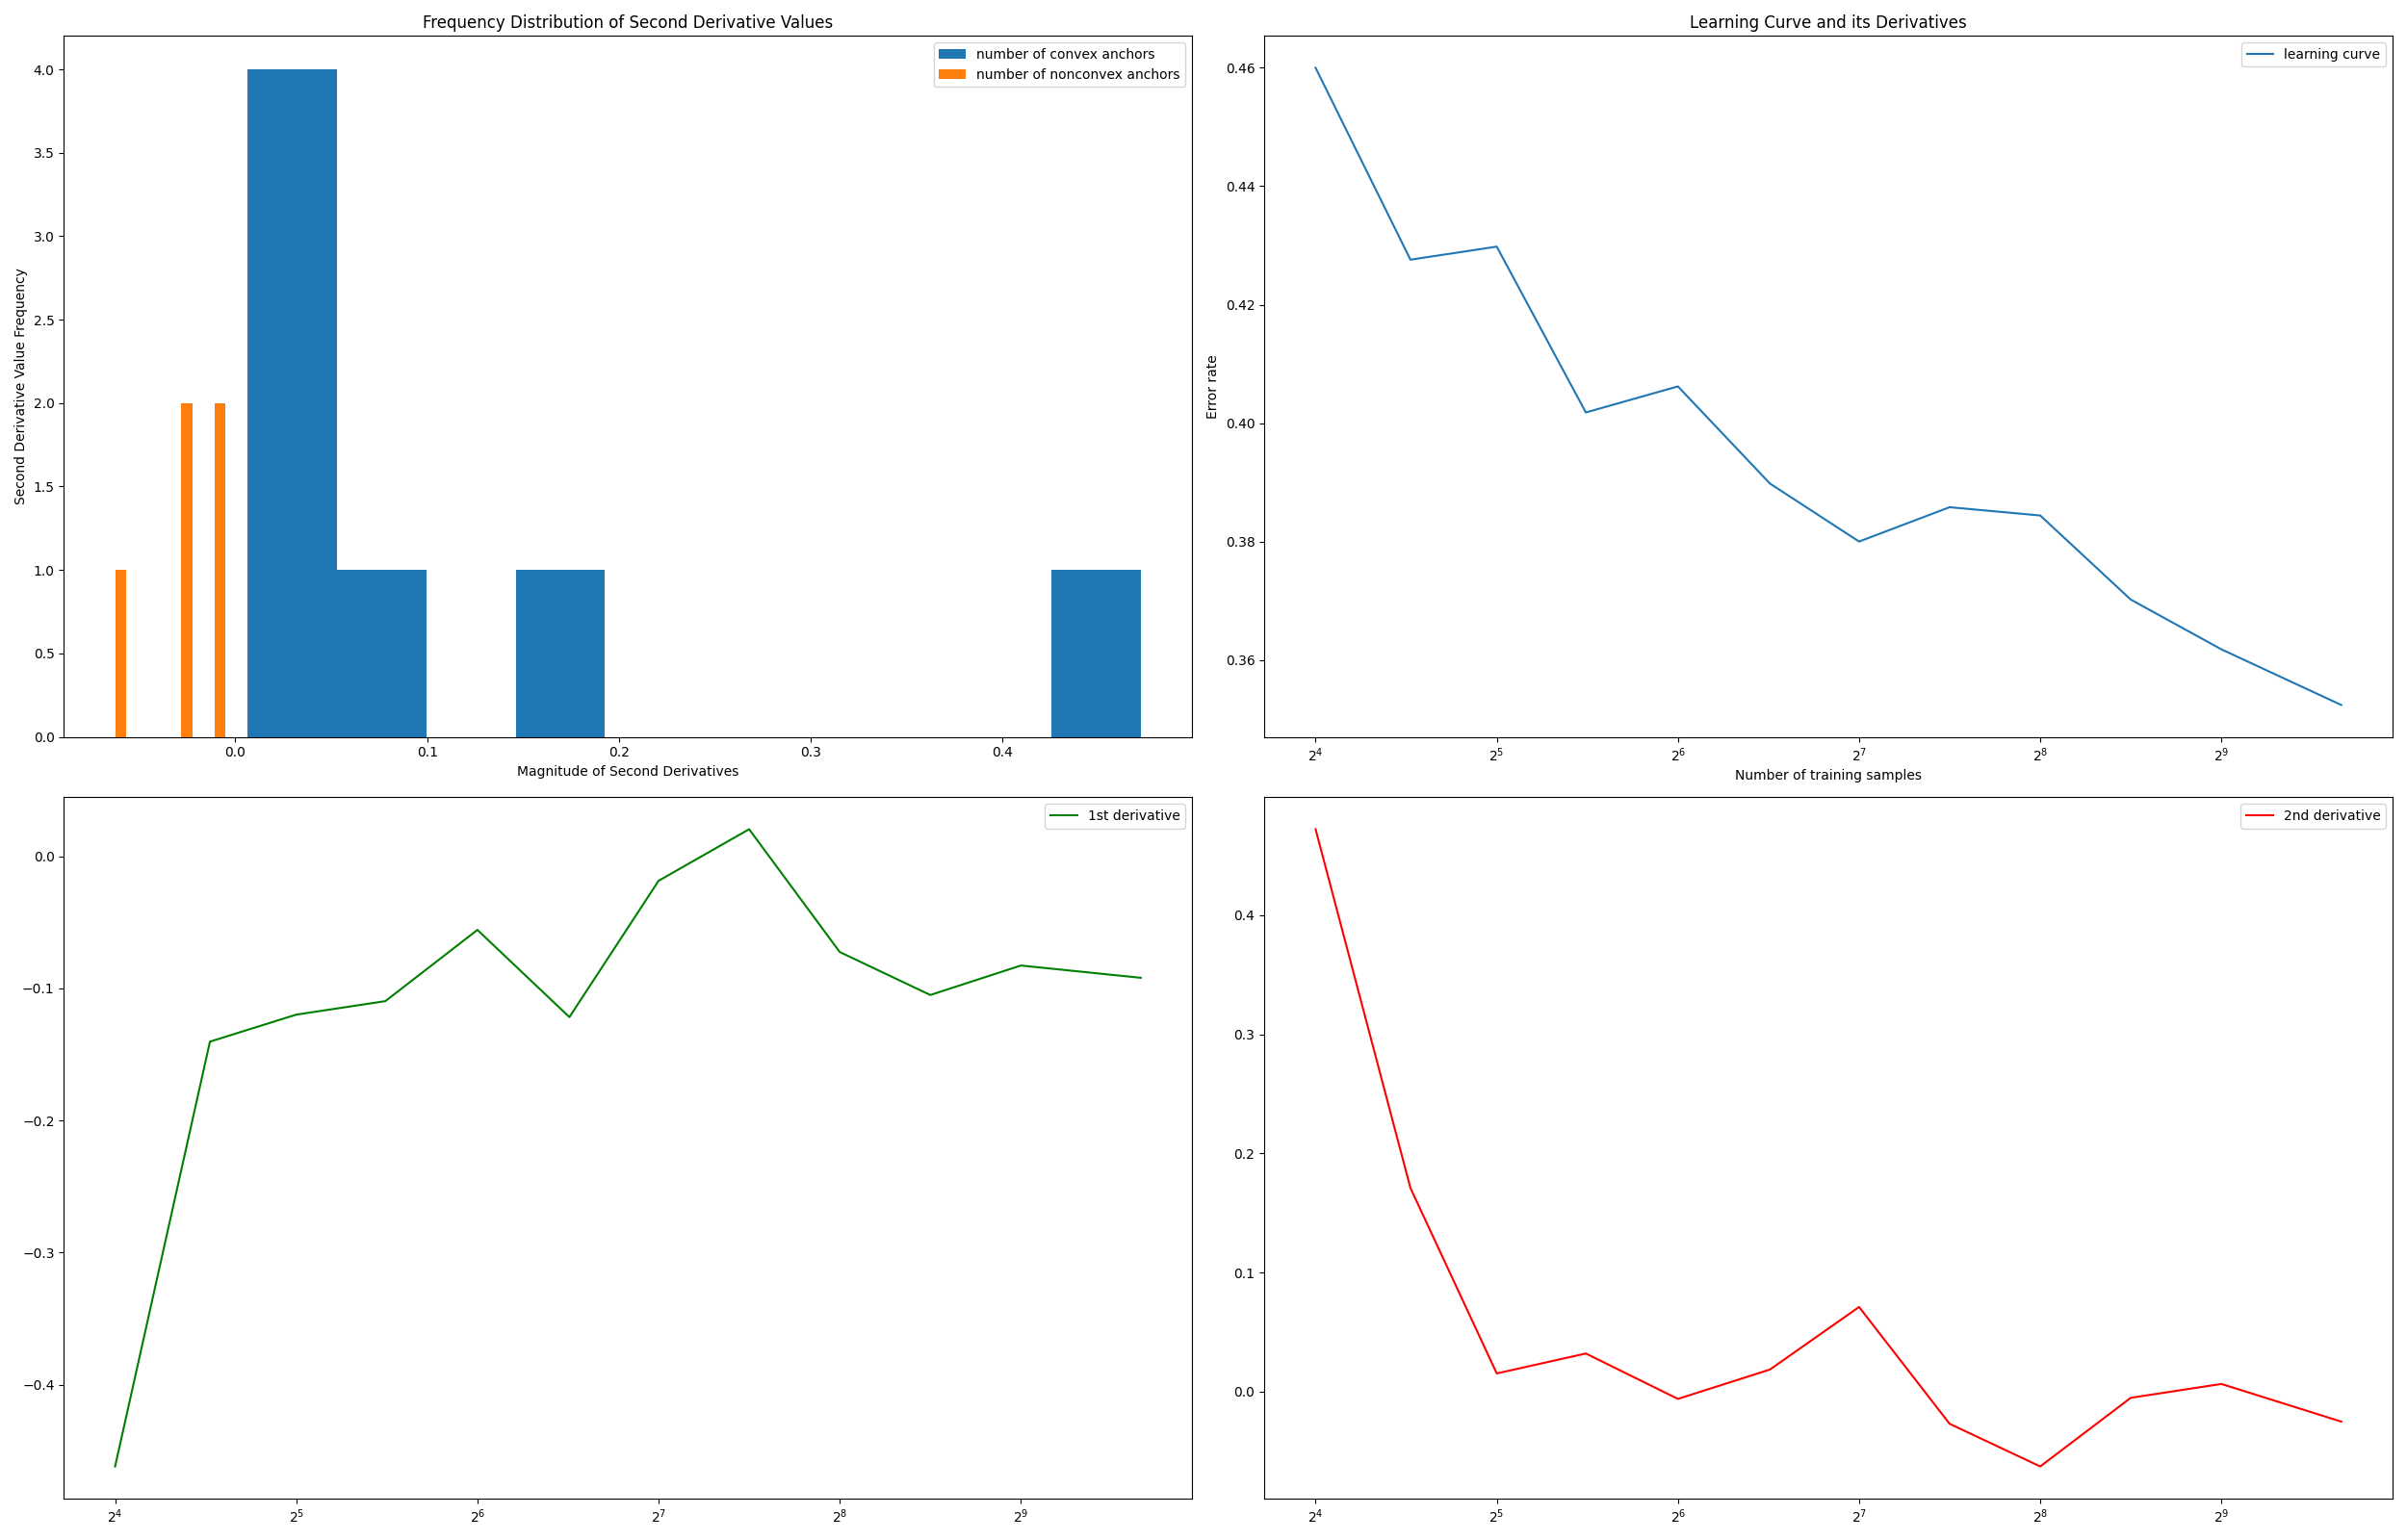 Frequency Distribution of Second Derivative Values
number of convex anchors
number of nonconvex anchors
Second Derivative Value Frequency
4.0
3.5
3.0
2.5
2.0
1.5
1.0
0.5
0.0
0.0 0.1 0.2 0.3 0.4
Magnitude of Second Derivatives
Learning Curve and its Derivatives
learning curve
Error rate
0.46
0.44
0.42
0.40
0.38
0.36
2⁴ 2⁵ 2⁶ 2⁷ 2⁸ 2⁹
Number of training samples
1st derivative
0.0
−0.1
−0.2
−0.3
−0.4
2⁴ 2⁵ 2⁶ 2⁷ 2⁸ 2⁹
2nd derivative
0.4
0.3
0.2
0.1
0.0
2⁴ 2⁵ 2⁶ 2⁷ 2⁸ 2⁹